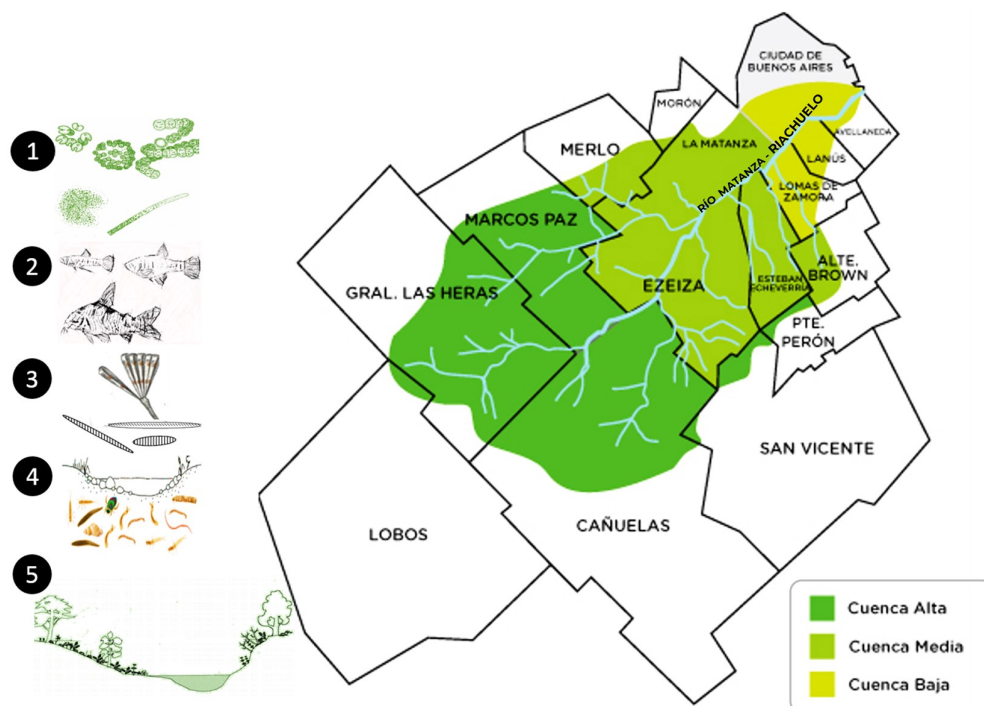 1
2
3
4
5
CIUDAD DE
BUENOS AIRES
MORÓN
LA MATANZA
MERLO
RÍO MATANZA - RIACHUELO
AVELLANEDA
LANÚS
LOMAS DE
ZAMORA
MARCOS PAZ
GRAL. LAS HERAS
EZEIZA
ESTEBAN
ECHEVERRÍA
ALTE.
BROWN
PTE.
PERÓN
SAN VICENTE
LOBOS
CAÑUELAS
Cuenca Alta
Cuenca Media
Cuenca Baja